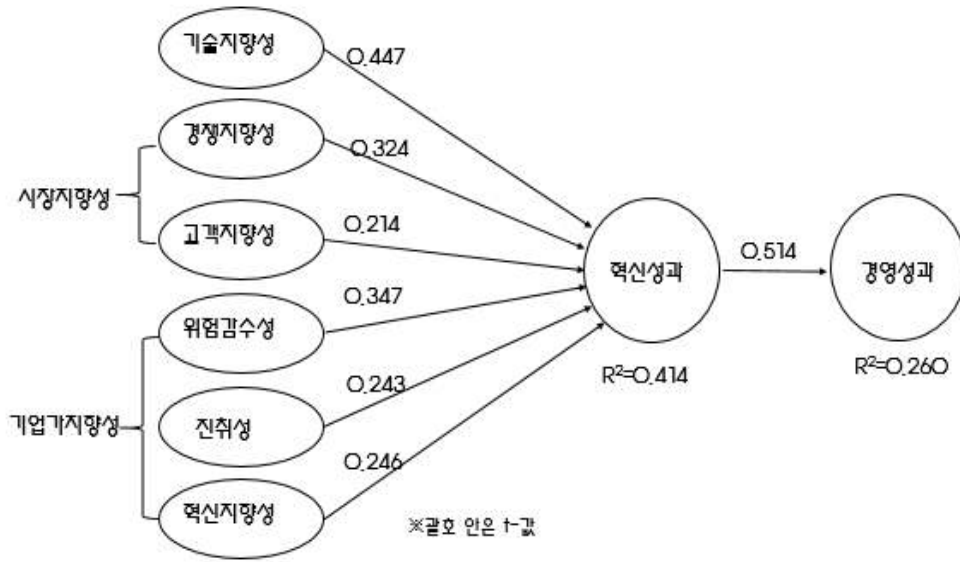 기술지향성
0.447
경쟁지향성
0.324
시장지향성
고객지향성
0.214
혁신성과
0.514
경영성과
위험감수성
0.347
R²=0.414
R²=0.260
0.243
기업가지향성
진취성
0.246
혁신지향성
※괄호 안은 t-값